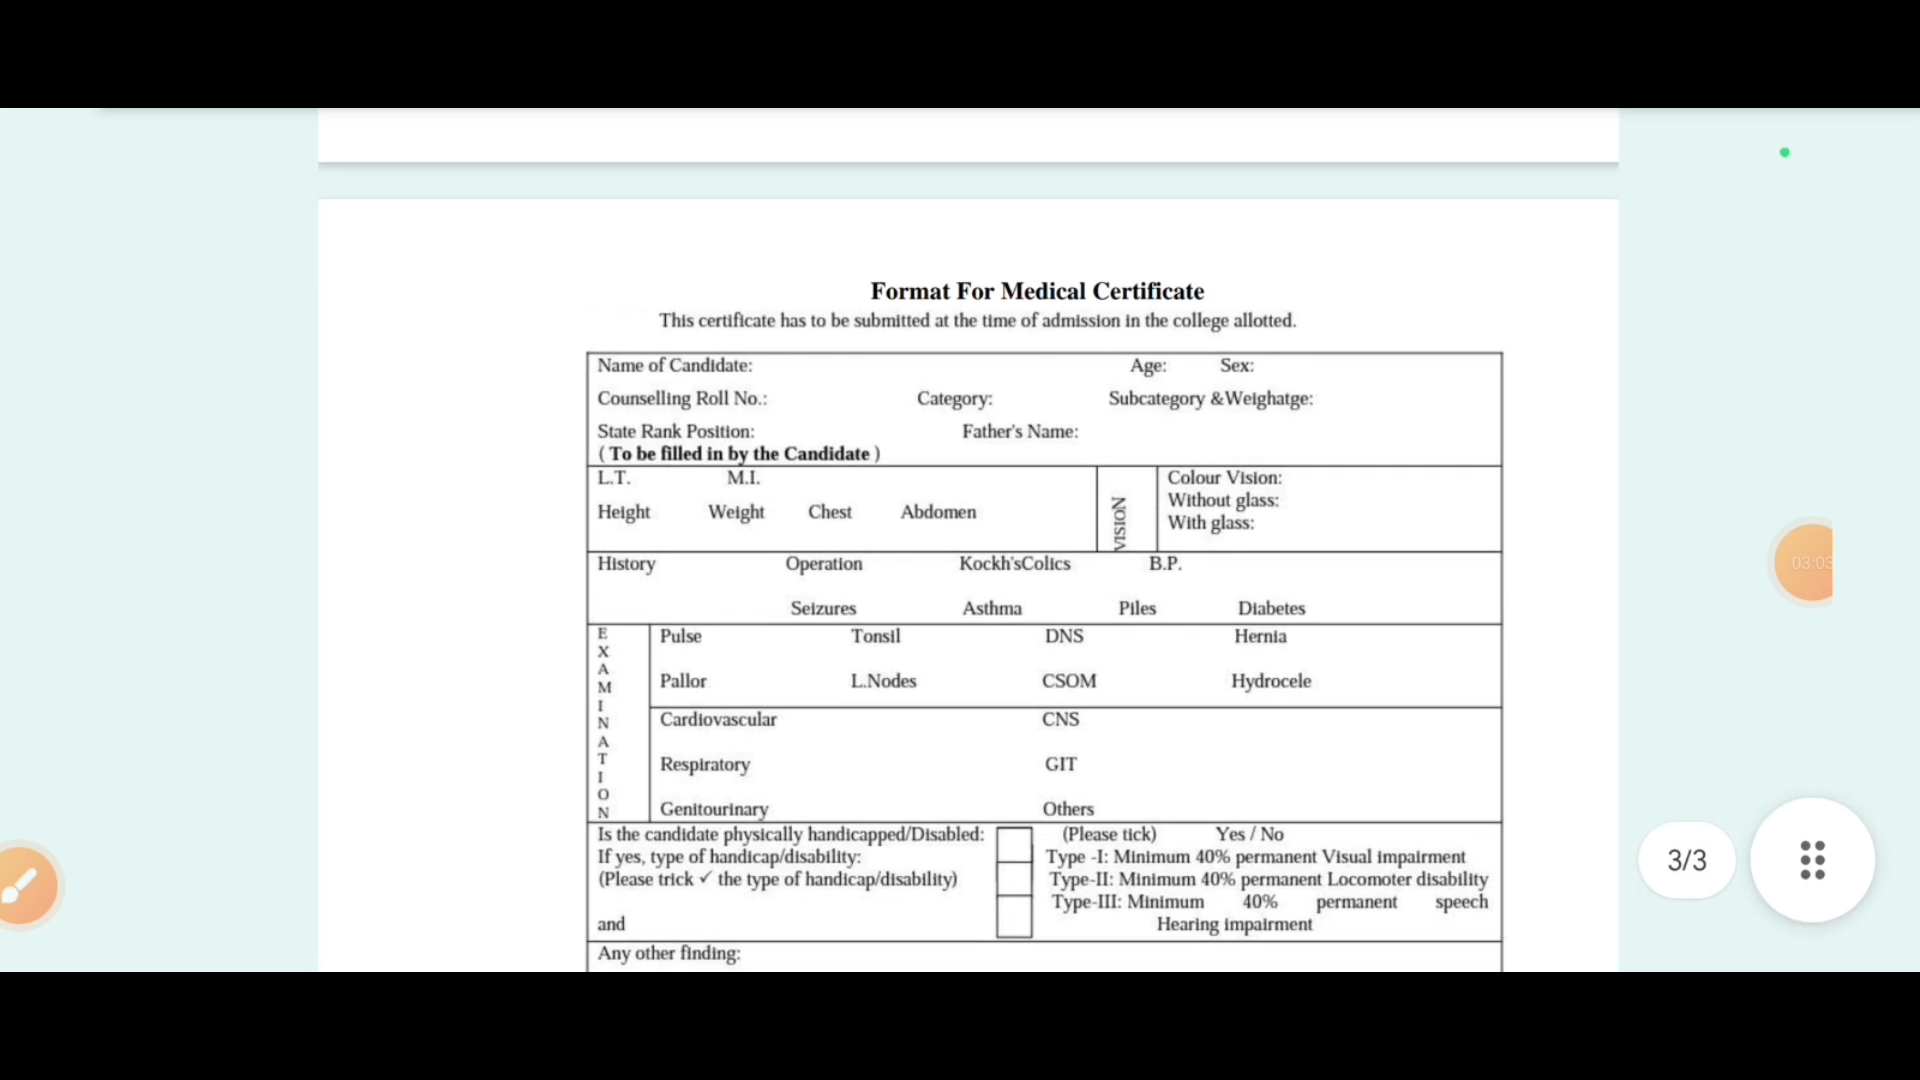 Format For Medical Certificate
This certificate has to be submitted at the time of admission in the college allotted.
Name of Candidate: Age: Sex:
Counselling Roll No.: Category: Subcategory &Weighatge:
State Rank Position: Father's Name:
( To be filled in by the Candidate )
L.T. M.I.
Height Weight Chest Abdomen
VISION
Colour Vision:
Without glass:
With glass:
History Operation Kockh'sColics B.P.
Seizures Asthma Piles Diabetes
EXAMINATION
Pulse Tonsil DNS Hernia
Pallor L.Nodes CSOM Hydrocele
Cardiovascular CNS
Respiratory GIT
Genitourinary Others
Is the candidate physically handicapped/Disabled: (Please tick) Yes / No
If yes, type of handicap/disability: Type -I: Minimum 40% permanent Visual impairment
(Please trick ✓ the type of handicap/disability) Type-II: Minimum 40% permanent Locomoter disability
Type-III: Minimum 40% permanent speech
and Hearing impairment
Any other finding:
03:03
3/3